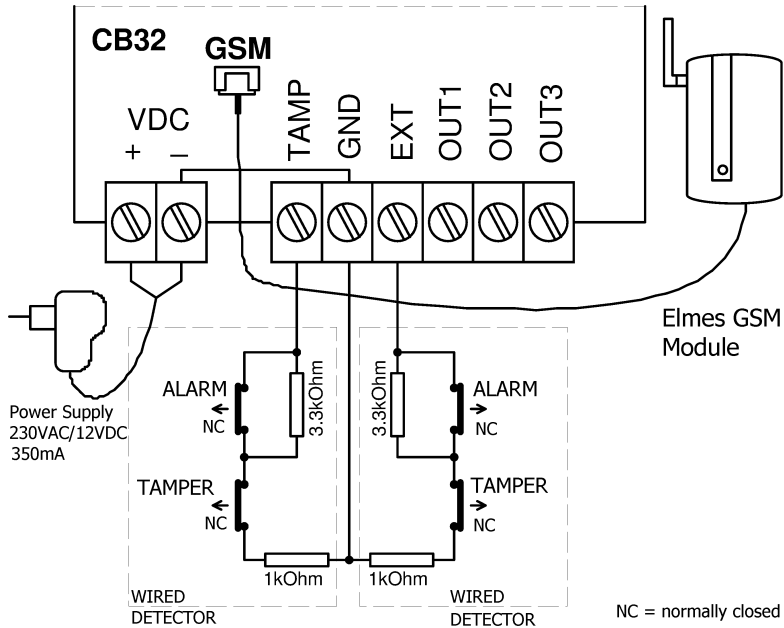 CB32
GSM
VDC
+ −
TAMP
GND
EXT
OUT1
OUT2
OUT3
Elmes GSM
Module
Power Supply
230VAC/12VDC
350mA
ALARM
NC
3.3kOhm
3.3kOhm
ALARM
NC
TAMPER
NC
TAMPER
NC
1kOhm
1kOhm
WIRED
DETECTOR
WIRED
DETECTOR
NC = normally closed